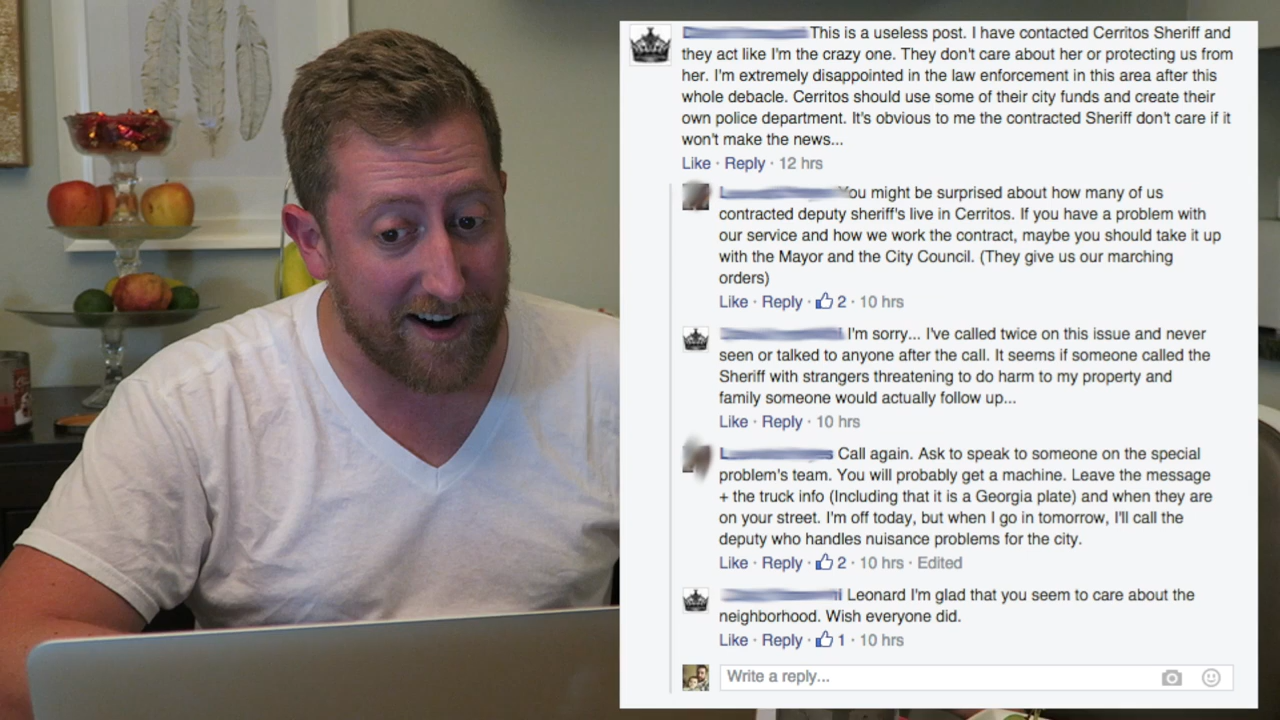 This is a useless post. I have contacted Cerritos Sheriff and
they act like I'm the crazy one. They don't care about her or protecting us from
her. I'm extremely disappointed in the law enforcement in this area after this
whole debacle. Cerritos should use some of their city funds and create their
own police department. It's obvious to me the contracted Sheriff don't care if it
won't make the news...
Like · Reply · 12 hrs
You might be surprised about how many of us
contracted deputy sheriff's live in Cerritos. If you have a problem with
our service and how we work the contract, maybe you should take it up
with the Mayor and the City Council. (They give us our marching
orders)
Like · Reply · 2 · 10 hrs
I'm sorry... I've called twice on this issue and never
seen or talked to anyone after the call. It seems if someone called the
Sheriff with strangers threatening to do harm to my property and
family someone would actually follow up...
Like · Reply · 10 hrs
Call again. Ask to speak to someone on the special
problem's team. You will probably get a machine. Leave the message
+ the truck info (Including that it is a Georgia plate) and when they are
on your street. I'm off today, but when I go in tomorrow, I'll call the
deputy who handles nuisance problems for the city.
Like · Reply · 2 · 10 hrs · Edited
Leonard I'm glad that you seem to care about the
neighborhood. Wish everyone did.
Like · Reply · 1 · 10 hrs
Write a reply...